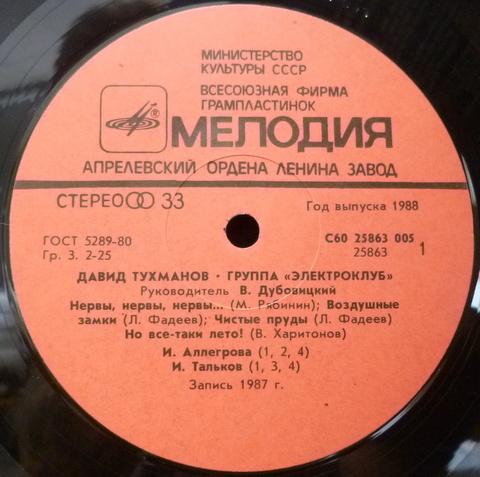 МИНИСТЕРСТВО
КУЛЬТУРЫ СССР
ВСЕСОЮЗНАЯ ФИРМА
ГРАМПЛАСТИНОК
®
МЕЛОДИЯ
АПРЕЛЕВСКИЙ ОРДЕНА ЛЕНИНА ЗАВОД
СТЕРЕО 33
Год выпуска 1988
ГОСТ 5289-80
Гр. 3. 2-25
С60 25863 005
25863
1
ДАВИД ТУХМАНОВ · ГРУППА «ЭЛЕКТРОКЛУБ»
Руководитель В. Дубовицкий
Нервы, нервы, нервы... (М. Рябинин); Воздушные
замки (Л. Фадеев); Чистые пруды (Л. Фадеев)
Но все-таки лето! (В. Харитонов)
И. Аллегрова (1, 2, 4)
И. Тальков (1, 3, 4)
Запись 1987 г.